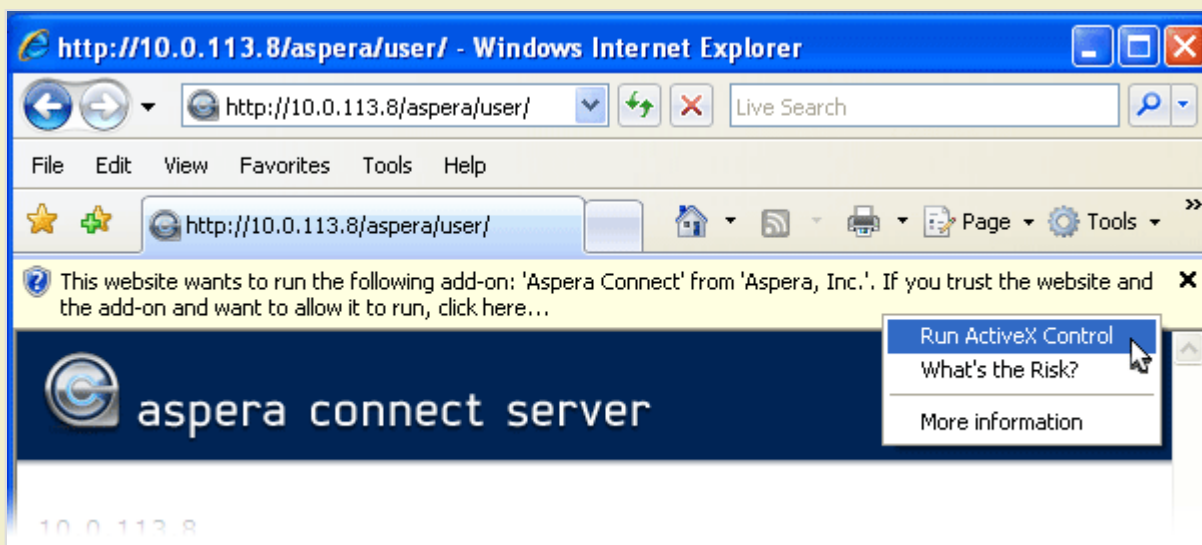 http://10.0.113.8/aspera/user/ - Windows Internet Explorer
http://10.0.113.8/aspera/user/ Live Search
File Edit View Favorites Tools Help
http://10.0.113.8/aspera/user/ Page Tools »
This website wants to run the following add-on: 'Aspera Connect' from 'Aspera, Inc.'. If you trust the website and
the add-on and want to allow it to run, click here...
Run ActiveX Control
What's the Risk?
More information
aspera connect server
10.0.113.8